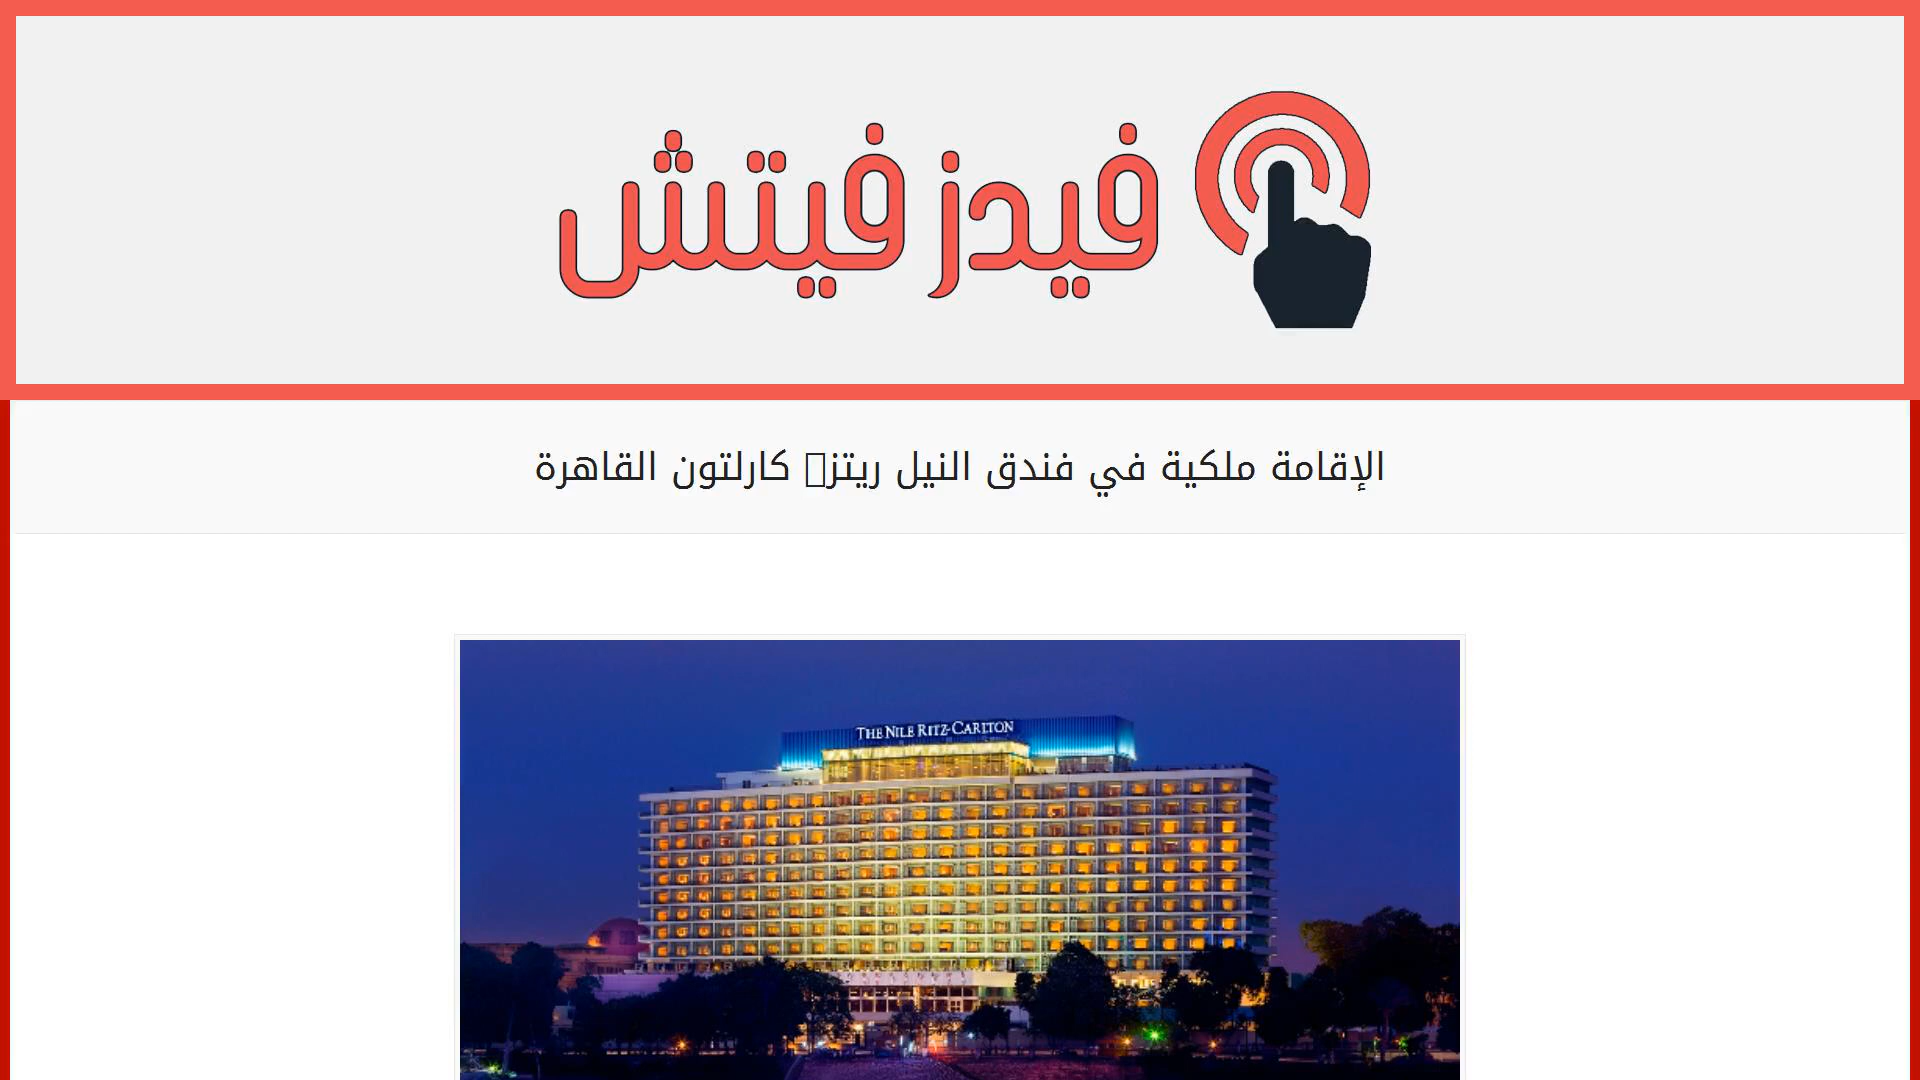 فيدز فيتش
الإقامة ملكية في فندق النيل ريتز كارلتون القاهرة
THE NILE RITZ-CARLTON